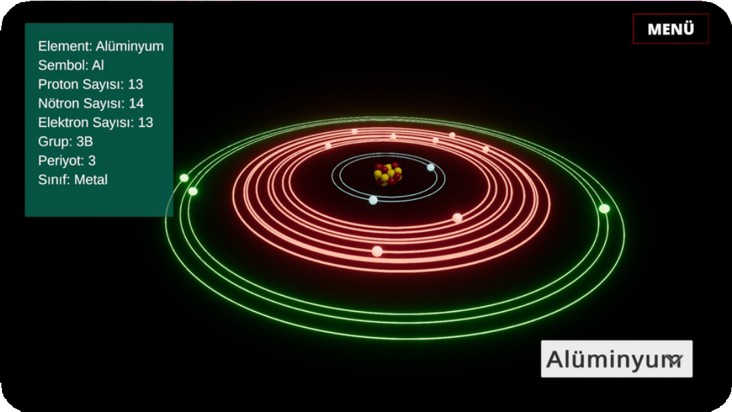 Element: Alüminyum
Sembol: Al
Proton Sayısı: 13
Nötron Sayısı: 14
Elektron Sayısı: 13
Grup: 3B
Periyot: 3
Sınıf: Metal
MENÜ
Alüminyum